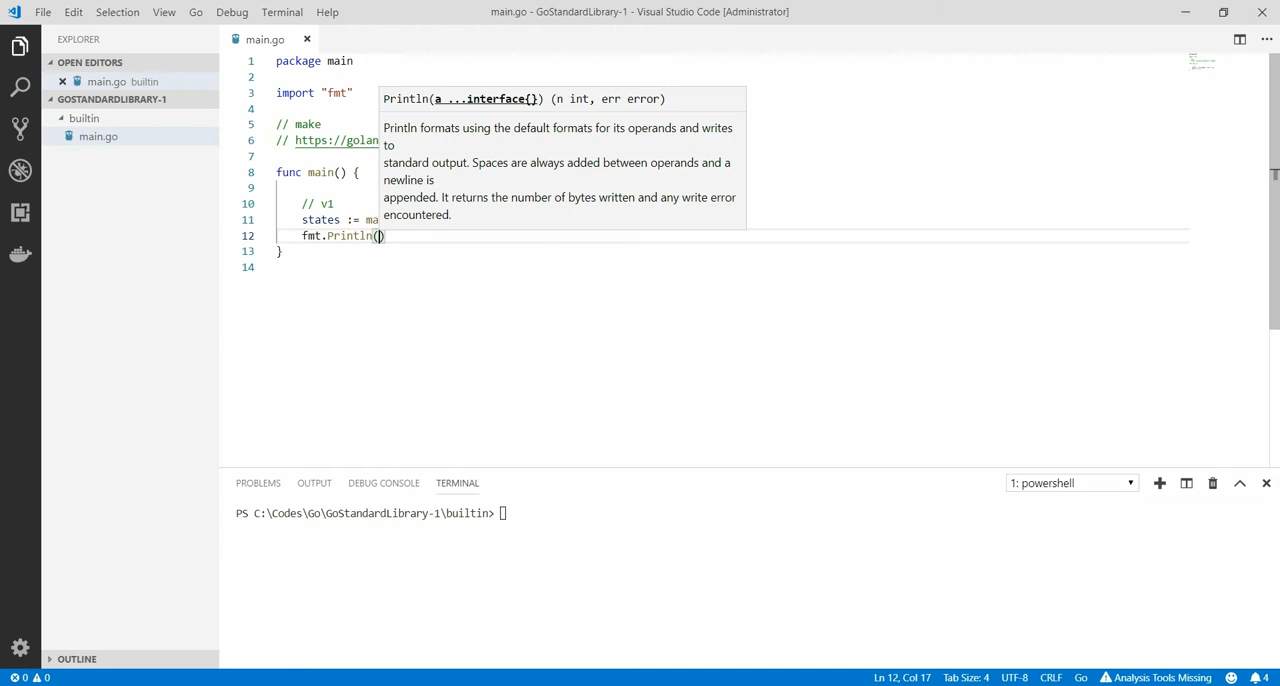 File Edit Selection View Go Debug Terminal Help main.go - GoStandardLibrary-1 - Visual Studio Code [Administrator]
EXPLORER
OPEN EDITORS
main.go builtin
GOSTANDARDLIBRARY-1
builtin
main.go
OUTLINE
main.go
1 package main
2
3 import "fmt"
4
5 // make
6 // https://golan
7
8 func main() {
9
10 // v1
11 states := ma
12 fmt.Println()
13 }
14
Println(a ...interface{}) (n int, err error)
Println formats using the default formats for its operands and writes
to
standard output. Spaces are always added between operands and a
newline is
appended. It returns the number of bytes written and any write error
encountered.
PROBLEMS OUTPUT DEBUG CONSOLE TERMINAL 1: powershell
PS C:\Codes\Go\GoStandardLibrary-1\builtin>
0 0 Ln 12, Col 17 Tab Size: 4 UTF-8 CRLF Go Analysis Tools Missing 4